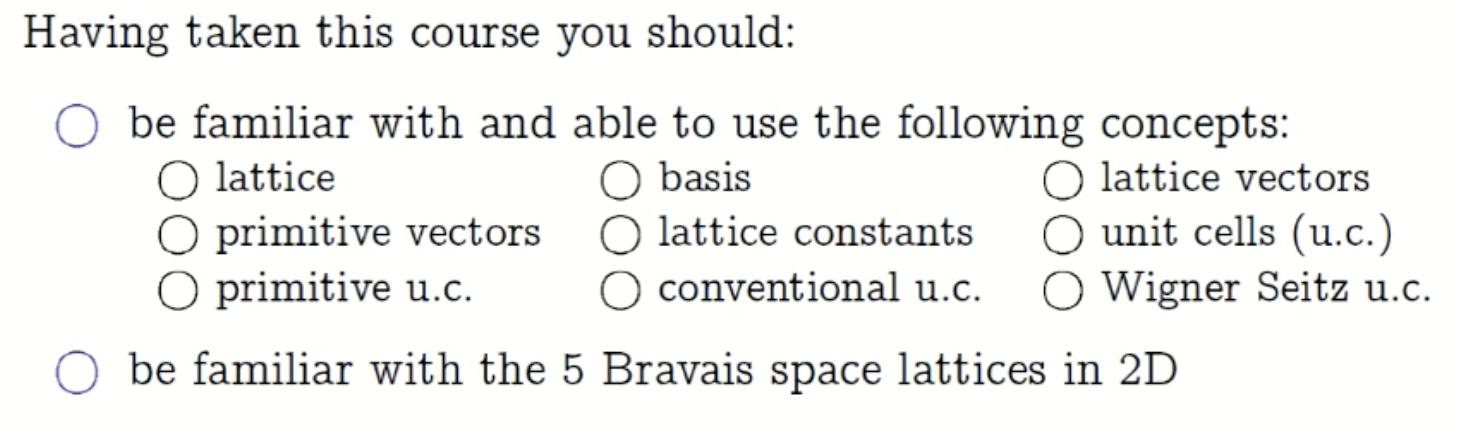 Having taken this course you should:
be familiar with and able to use the following concepts:
lattice basis lattice vectors
primitive vectors lattice constants unit cells (u.c.)
primitive u.c. conventional u.c. Wigner Seitz u.c.
be familiar with the 5 Bravais space lattices in 2D